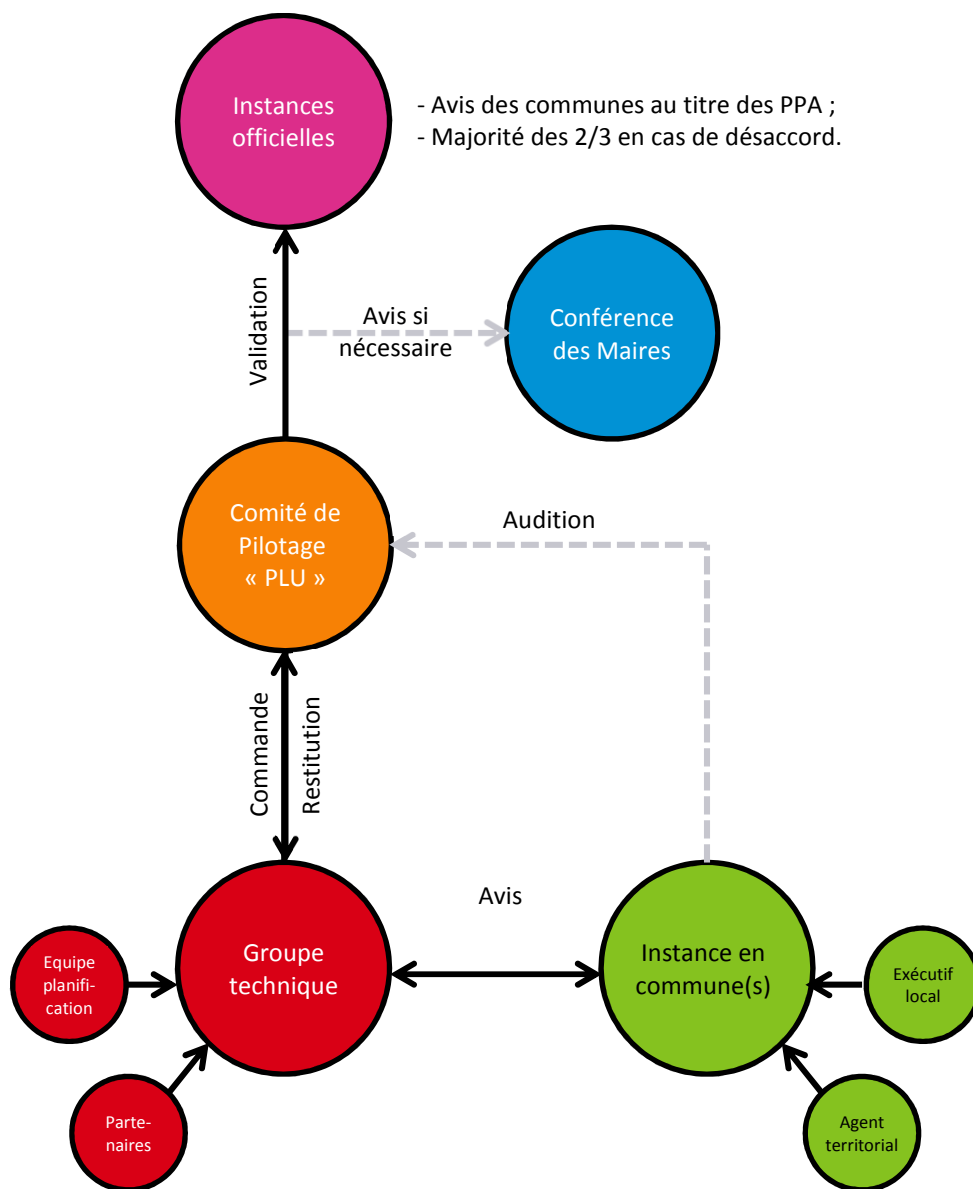 Instances
officielles
- Avis des communes au titre des PPA ;
- Majorité des 2/3 en cas de désaccord.
Validation
Avis si
nécessaire
Conférence
des Maires
Comité de
Pilotage
« PLU »
Audition
Commande
Restitution
Groupe
technique
Avis
Instance en
commune(s)
Equipe
planifi-
cation
Parte-
naires
Exécutif
local
Agent
territorial